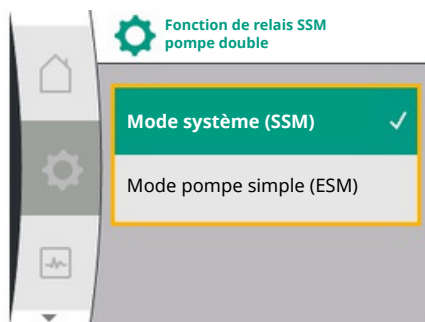 Fonction de relais SSM
pompe double
Mode système (SSM)
Mode pompe simple (ESM)